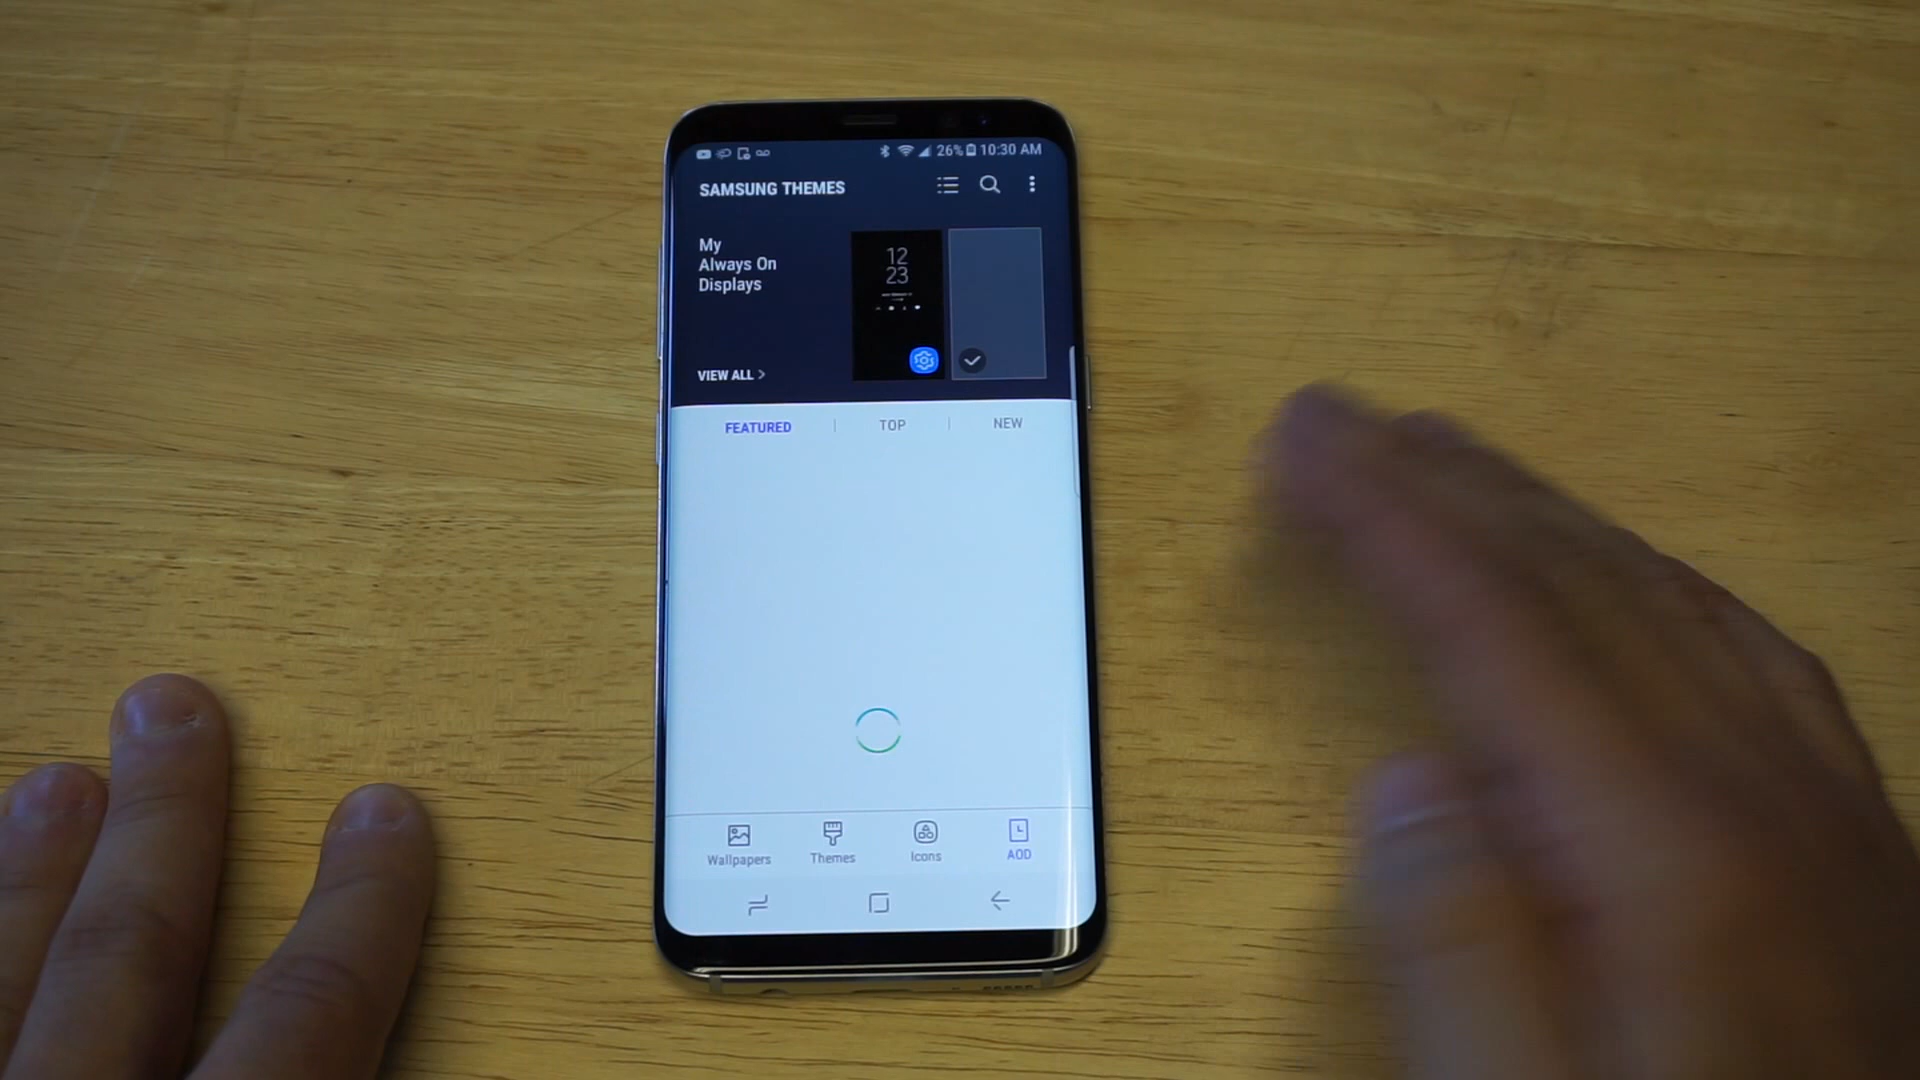 26% 10:30 AM
SAMSUNG THEMES
My
Always On
Displays
12
23
VIEW ALL >
FEATURED | TOP | NEW
Wallpapers Themes Icons AOD